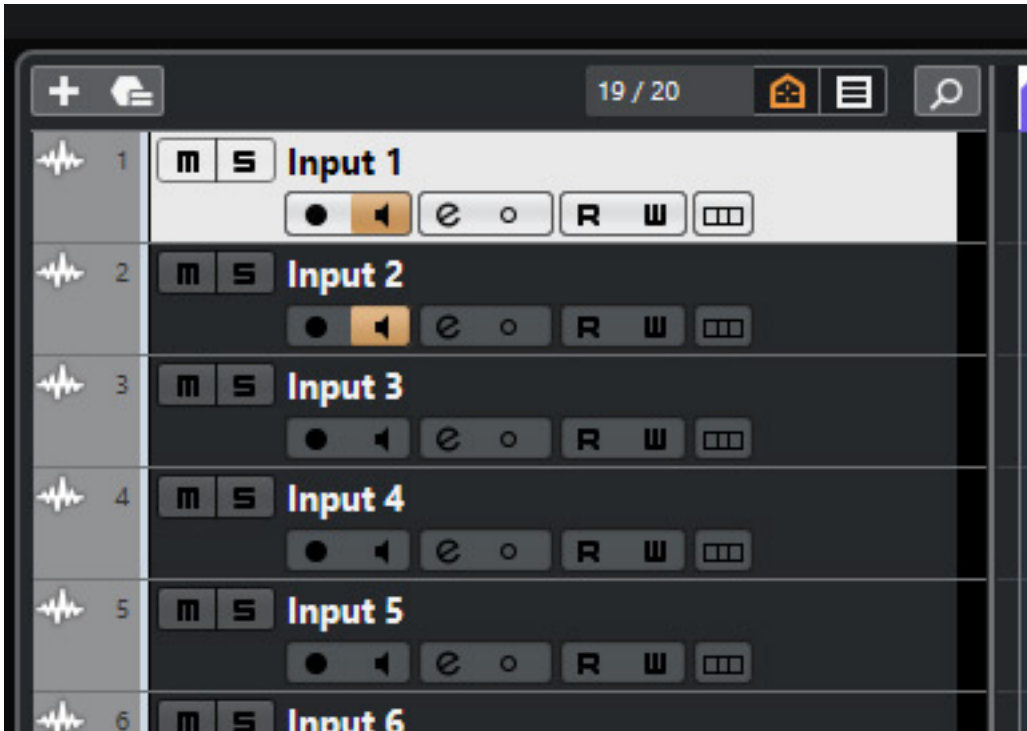 19 / 20
1 m S Input 1
e R W
2 m S Input 2
e R W
3 m S Input 3
e R W
4 m S Input 4
e R W
5 m S Input 5
e R W
6 m S Input 6